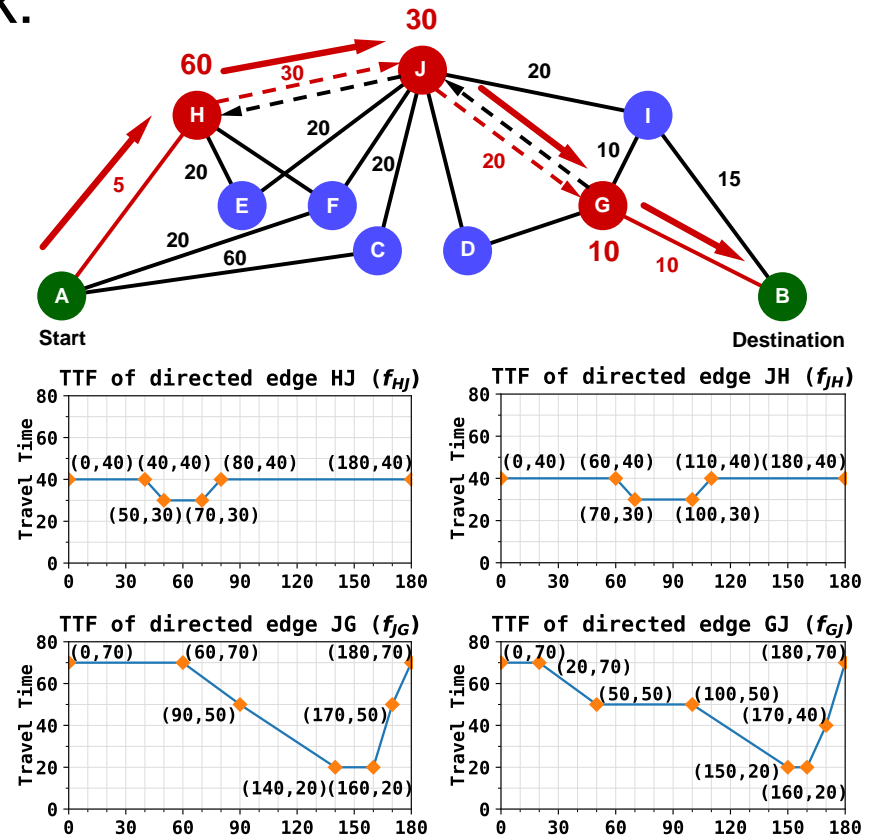 K.
30
60
J
20
30
H
I
20
10
20
20
15
5
20
E
F
G
20
C
D
10
60
10
A
B
Start
Destination
TTF of directed edge HJ (fHJ)
Travel Time
80
60
40
20
0
(0,40)
(40,40)
(80,40)
(180,40)
(50,30)
(70,30)
0 30 60 90 120 150 180
TTF of directed edge JH (fJH)
Travel Time
80
60
40
20
0
(0,40)
(60,40)
(110,40)
(180,40)
(70,30)
(100,30)
0 30 60 90 120 150 180
TTF of directed edge JG (fJG)
Travel Time
80
60
40
20
0
(0,70)
(60,70)
(180,70)
(90,50)
(170,50)
(140,20)
(160,20)
0 30 60 90 120 150 180
TTF of directed edge GJ (fGJ)
Travel Time
80
60
40
20
0
(0,70)
(180,70)
(20,70)
(50,50)
(100,50)
(170,40)
(150,20)
(160,20)
0 30 60 90 120 150 180